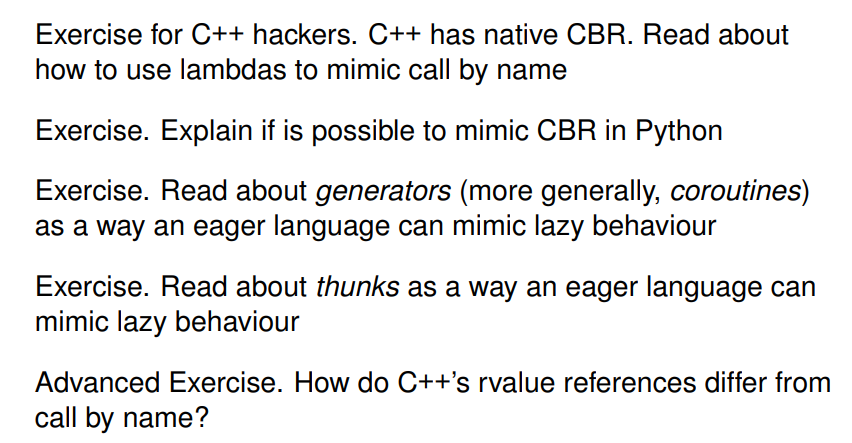 Exercise for C++ hackers. C++ has native CBR. Read about
how to use lambdas to mimic call by name
Exercise. Explain if is possible to mimic CBR in Python
Exercise. Read about generators (more generally, coroutines)
as a way an eager language can mimic lazy behaviour
Exercise. Read about thunks as a way an eager language can
mimic lazy behaviour
Advanced Exercise. How do C++'s rvalue references differ from
call by name?